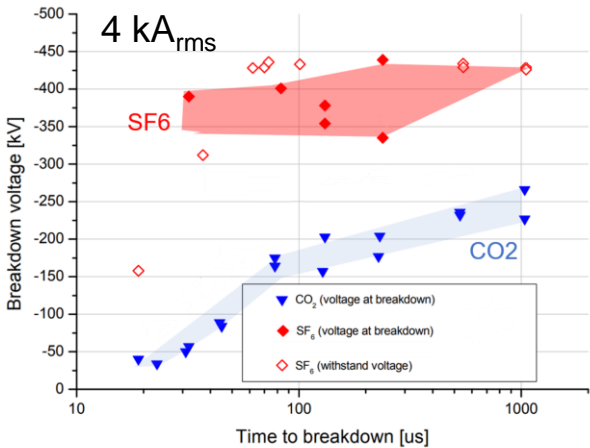 4 kArms
-500
-450
-400
-350
-300
-250
-200
-150
-100
-50
0
Breakdown voltage [kV]
SF6
CO2
CO2 (voltage at breakdown)
SF6 (voltage at breakdown)
SF6 (withstand voltage)
10
100
1000
Time to breakdown [us]